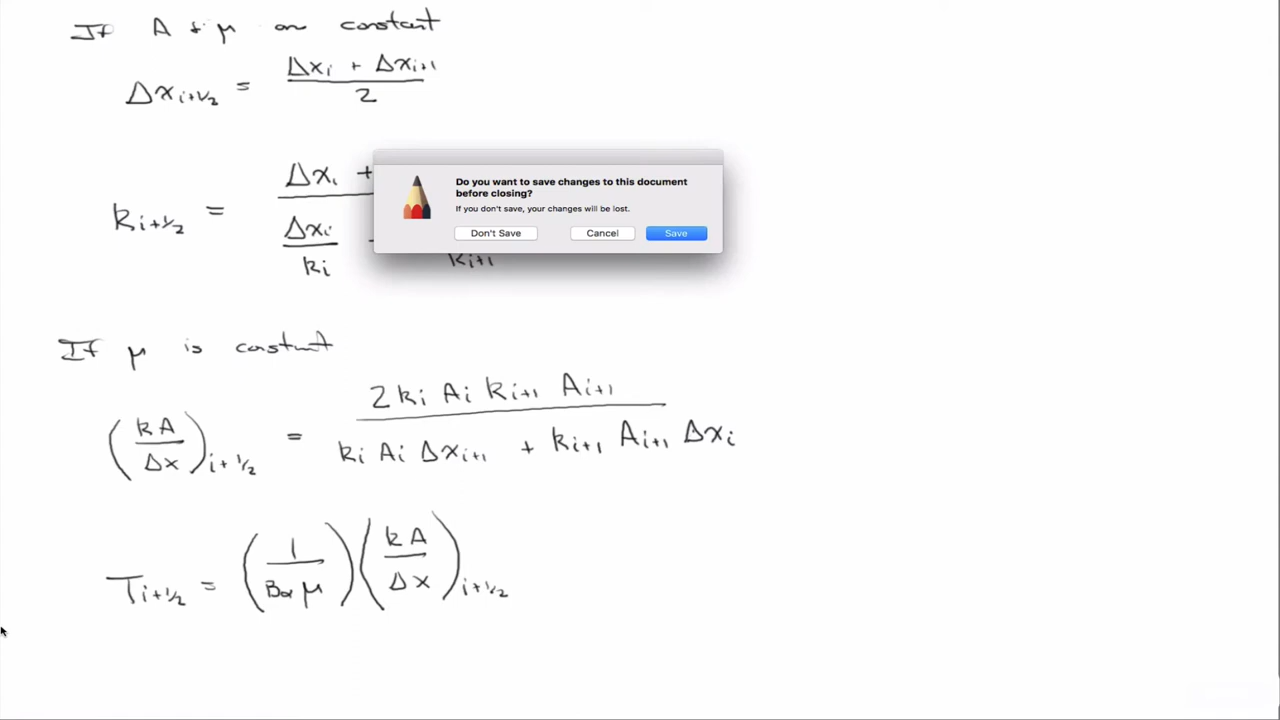 If A + μ are constant
Δx_{i+1/2} = (Δx_i + Δx_{i+1}) / 2
Do you want to save changes to this document
before closing?
If you don't save, your changes will be lost.
Don't Save Cancel Save
k_{i+1/2} = (Δx_i +
Δx_i / k_i
k_{i+1}
If μ is constant
(kA / Δx)_{i+1/2} = (2 k_i A_i k_{i+1} A_{i+1}) / (k_i A_i Δx_{i+1} + k_{i+1} A_{i+1} Δx_i)
T_{i+1/2} = (1 / Bα μ) (kA / Δx)_{i+1/2}